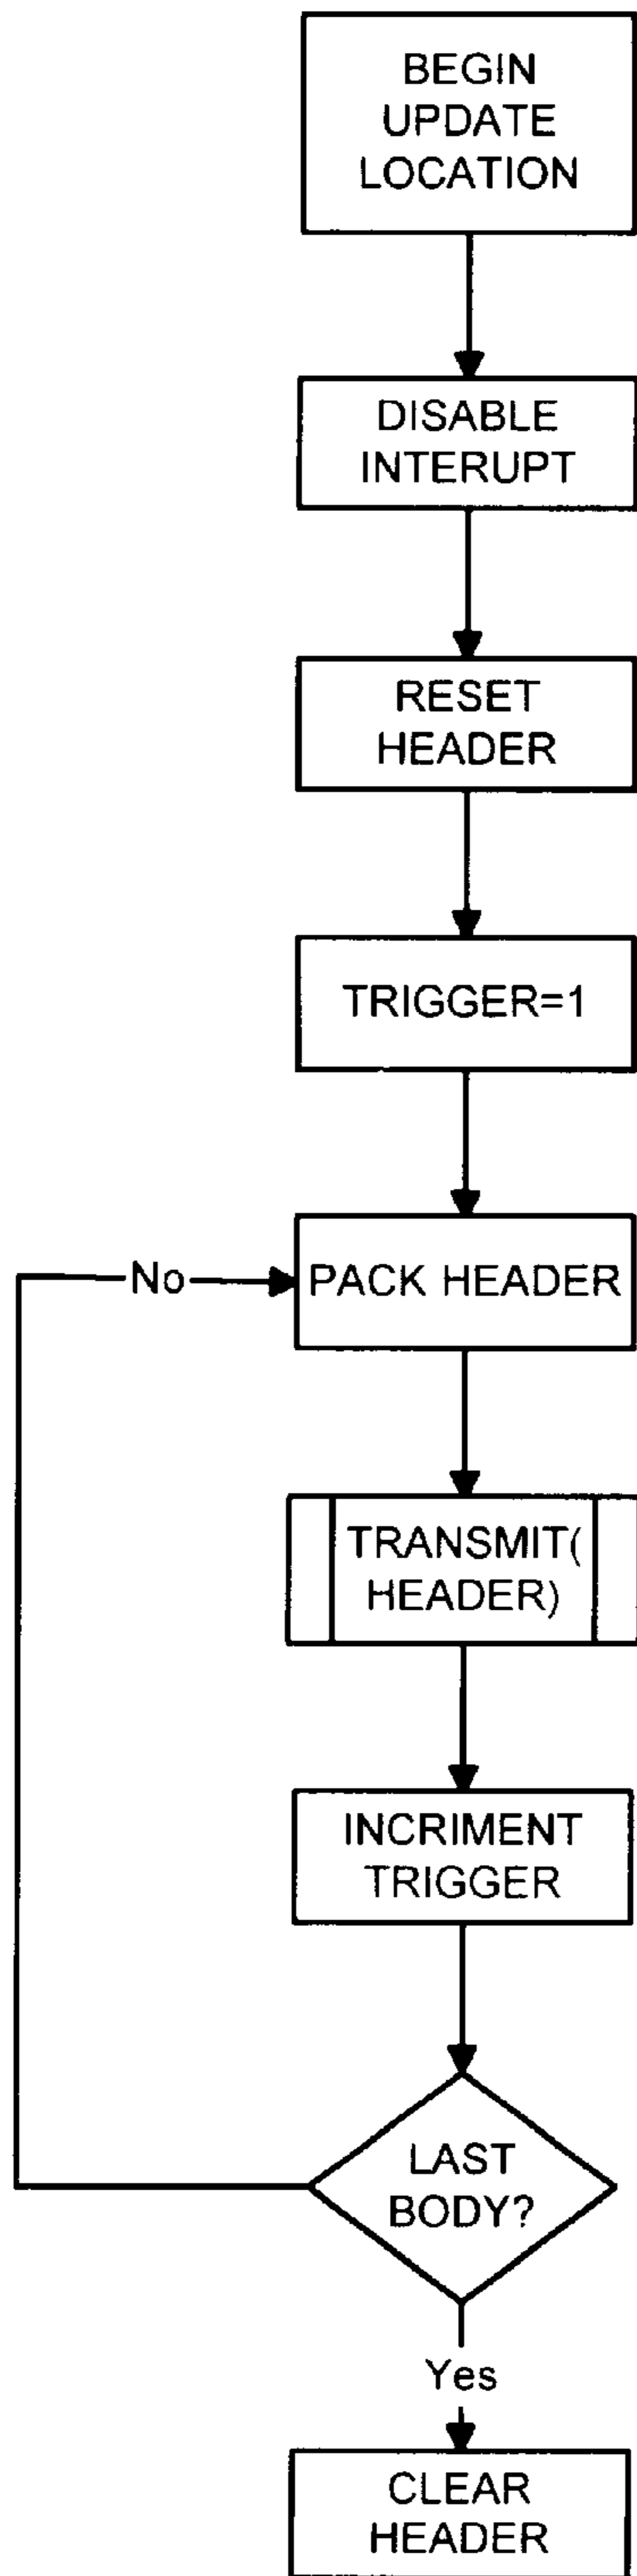 BEGIN
UPDATE
LOCATION
DISABLE
INTERUPT
RESET
HEADER
TRIGGER=1
No
PACK HEADER
TRANSMIT(
HEADER)
INCRIMENT
TRIGGER
LAST
BODY?
Yes
CLEAR
HEADER